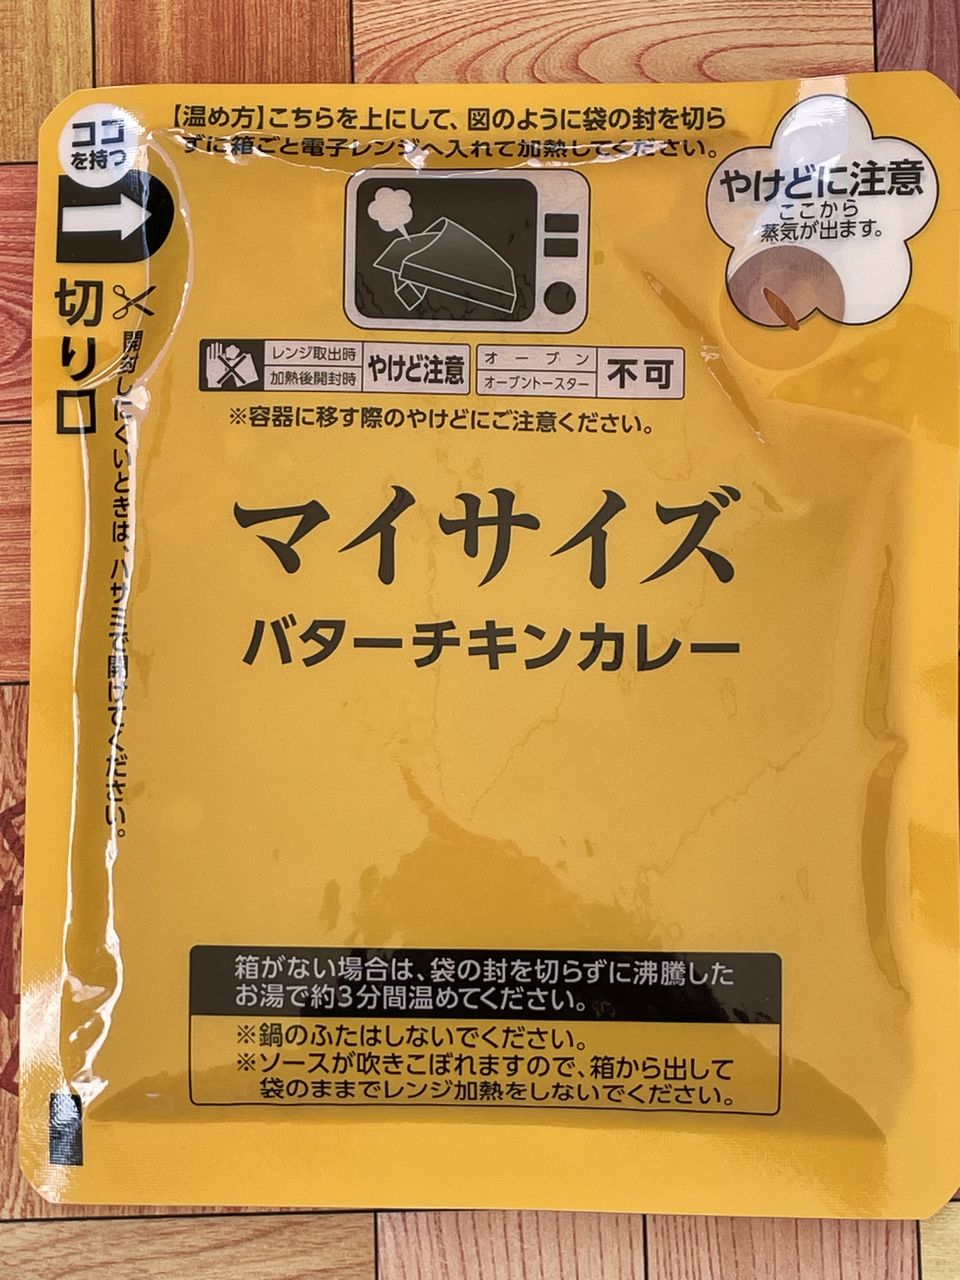 【温め方】こちらを上にして、図のように袋の封を切ら
ずに箱ごと電子レンジへ入れて加熱してください。
ココ
を持つ
切り口
開封しにくいときは、ハサミで開けてください。
やけどに注意
ここから
蒸気が出ます。
レンジ取出時
加熱後開封時
やけど注意
オーブン
オーブントースター
不可
※容器に移す際のやけどにご注意ください。
マイサイズ
バターチキンカレー
箱がない場合は、袋の封を切らずに沸騰した
お湯で約3分間温めてください。
※鍋のふたはしないでください。
※ソースが吹きこぼれますので、箱から出して
袋のままでレンジ加熱をしないでください。